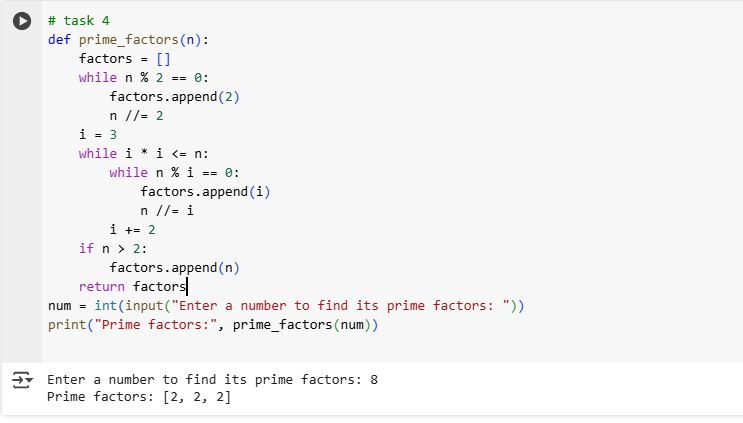 # task 4
def prime_factors(n):
    factors = []
    while n % 2 == 0:
        factors.append(2)
        n //= 2
    i = 3
    while i * i <= n:
        while n % i == 0:
            factors.append(i)
            n //= i
        i += 2
    if n > 2:
        factors.append(n)
    return factors
num = int(input("Enter a number to find its prime factors: "))
print("Prime factors:", prime_factors(num))
Enter a number to find its prime factors: 8
Prime factors: [2, 2, 2]